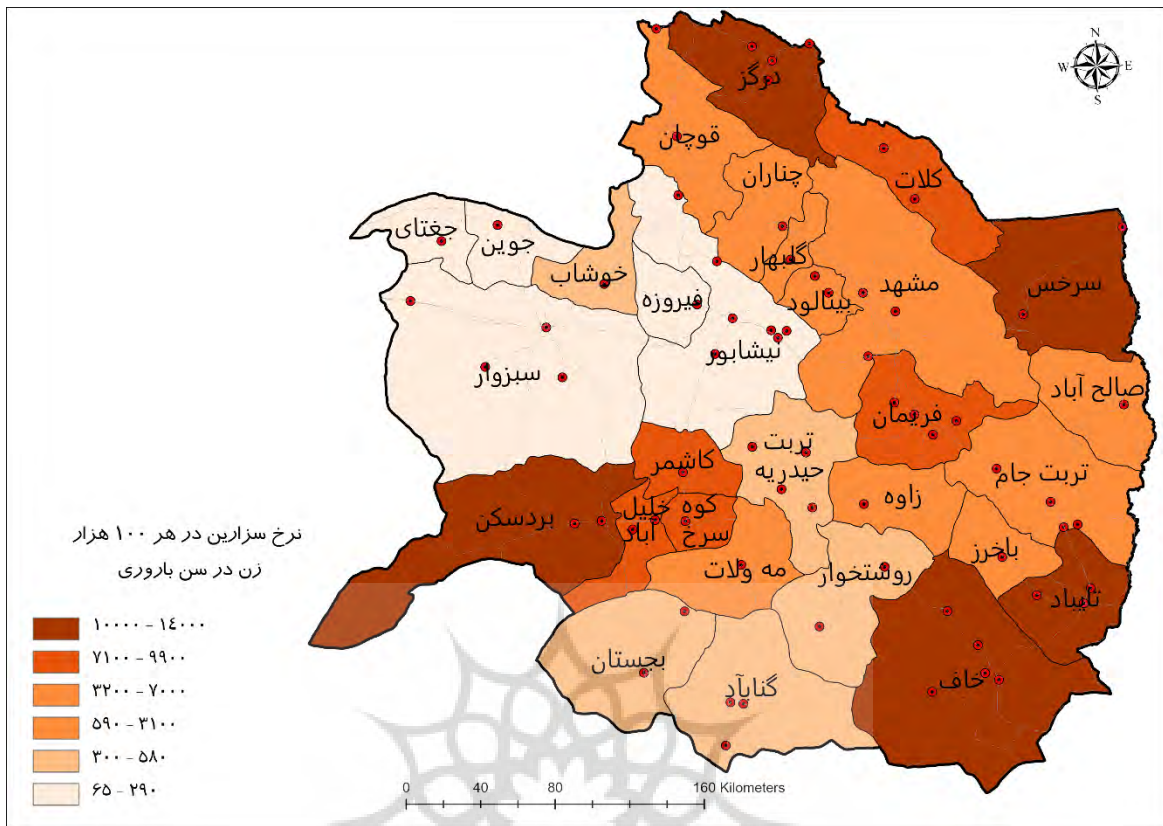 N
W E
S
درگز
قوچان
چناران
کلات
جغتای
جوین
گلبهار
خوشاب
سرخس
مشهد
فیروزه
بینالود
نیشابور
سبزوار
صالح آباد
فریمان
تربت
حیدریه
کاشمر
تربت جام
زاوه
بردسکن
خلیل
آباد
کوه
سرخ
باخرز
مه ولات
روشتخوار
تایباد
بجستان
گناباد
خاف
نرخ سزارین در هر ۱۰۰ هزار
زن در سن باروری
۱۰۰۰۰ - ۱٤۰۰۰
۷۱۰۰ - ۹۹۰۰
۳۲۰۰ - ۷۰۰۰
۵۹۰ - ۳۱۰۰
۳۰۰ - ۵۸۰
۶۵ - ۲۹۰
0 40 80 160 Kilometers